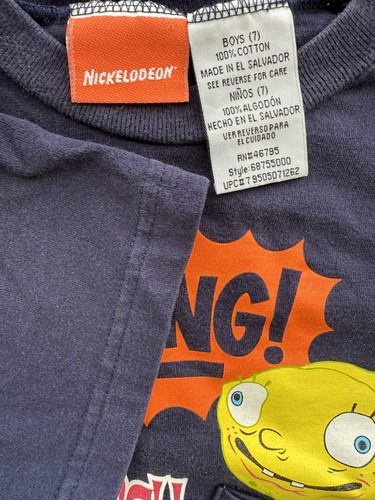 NICKELODEON
BOYS (7)
100% COTTON
MADE IN EL SALVADOR
SEE REVERSE FOR CARE
NIÑOS (7)
100% ALGODÓN
HECHO EN EL SALVADOR
VER REVERSO PARA
EL CUIDADO
RN#46795
Style: 68755000
UPC#7 9505071262
NG!
!!